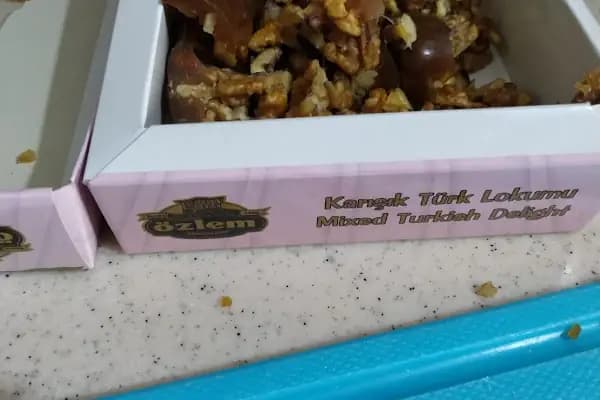 özlem
Karışık Türk Lokumu
Mixed Turkish Delight